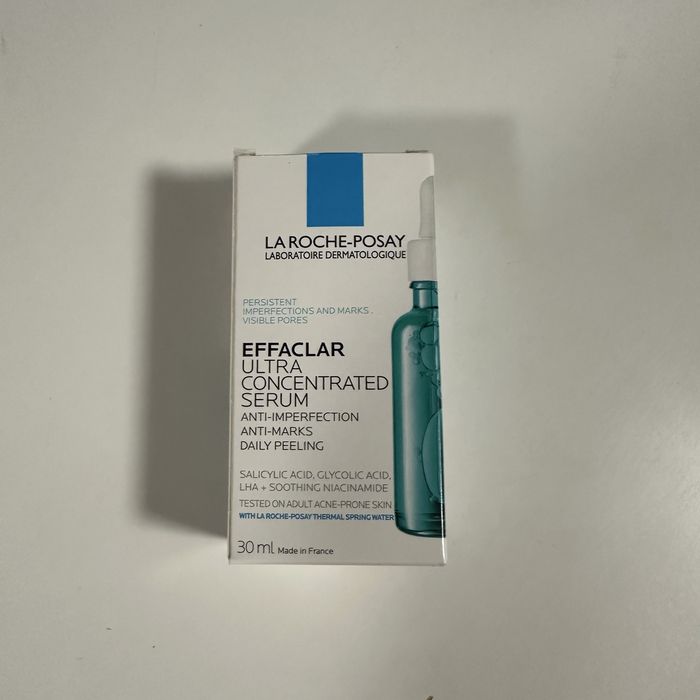 LA ROCHE-POSAY
LABORATOIRE DERMATOLOGIQUE
PERSISTENT
IMPERFECTIONS AND MARKS.
VISIBLE PORES
EFFACLAR
ULTRA
CONCENTRATED
SERUM
ANTI-IMPERFECTION
ANTI-MARKS
DAILY PEELING
SALICYLIC ACID, GLYCOLIC ACID,
LHA + SOOTHING NIACINAMIDE
TESTED ON ADULT ACNE-PRONE SKIN
WITH LA ROCHE-POSAY THERMAL SPRING WATER
30 ml Made in France